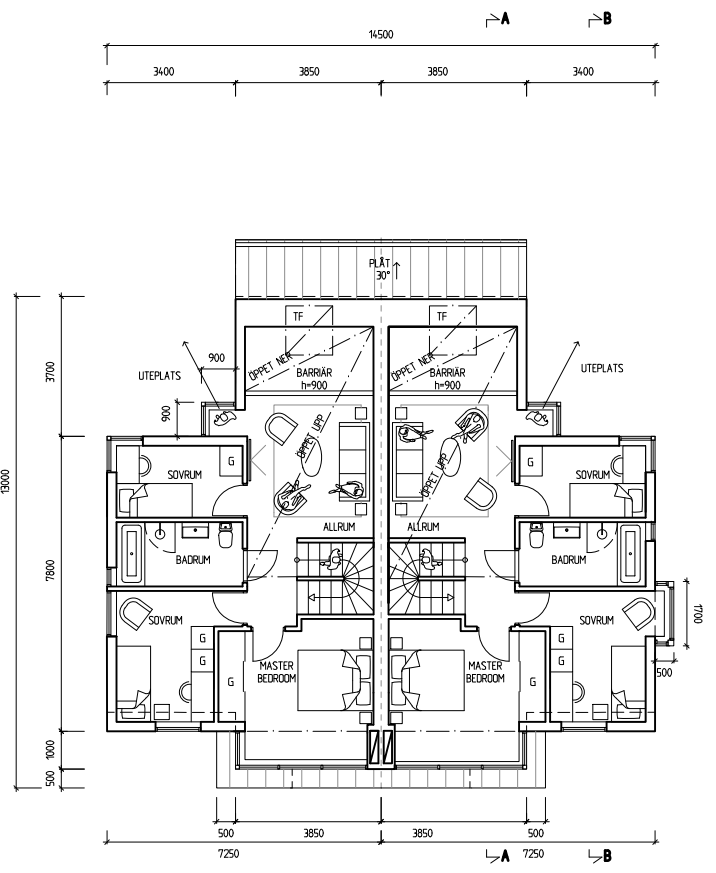 A B
14500
3400 3850 3850 3400
PLÅT
30°
TF TF
900
3700
UTEPLATS
ÖPPET NER
BARRIÄR
h=900
ÖPPET NER
BARRIÄR
h=900
UTEPLATS
900
13000
ÖPPET UPP
ÖPPET UPP
G G
SOVRUM SOVRUM
ALLRUM ALLRUM
7800
BADRUM BADRUM
1700
SOVRUM SOVRUM
G G
G G
MASTER
BEDROOM
MASTER
BEDROOM
500
G G
1000
500
500 3850 3850 500
7250 A 7250 B